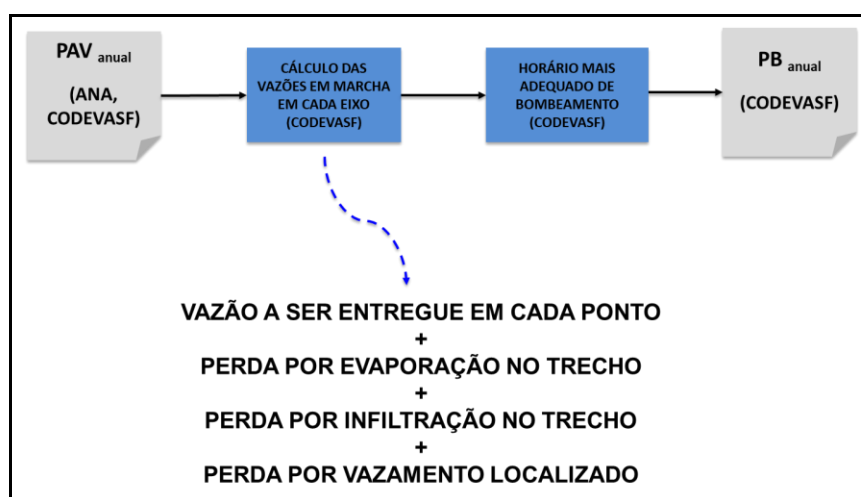 PAV anual
(ANA,
CODEVASF)
CÁLCULO DAS
VAZÕES EM MARCHA
EM CADA EIXO
(CODEVASF)
HORÁRIO MAIS
ADEQUADO DE
BOMBEAMENTO
(CODEVASF)
PB anual
(CODEVASF)
VAZÃO A SER ENTREGUE EM CADA PONTO
+
PERDA POR EVAPORAÇÃO NO TRECHO
+
PERDA POR INFILTRAÇÃO NO TRECHO
+
PERDA POR VAZAMENTO LOCALIZADO